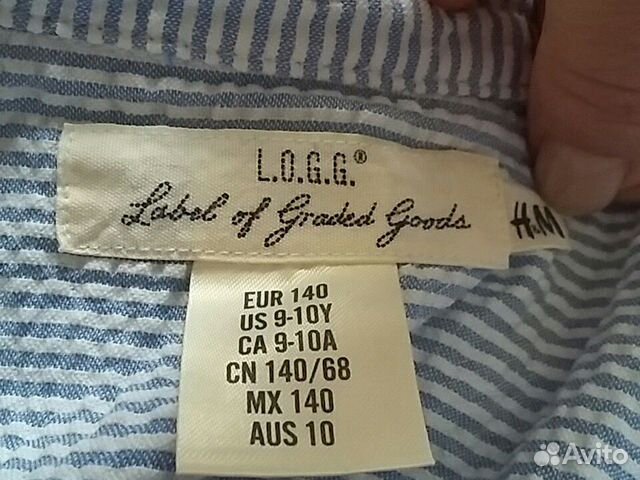 L.O.G.G.®
Label of Graded Goods
H&M
EUR 140
US 9-10Y
CA 9-10A
CN 140/68
MX 140
AUS 10
Avito